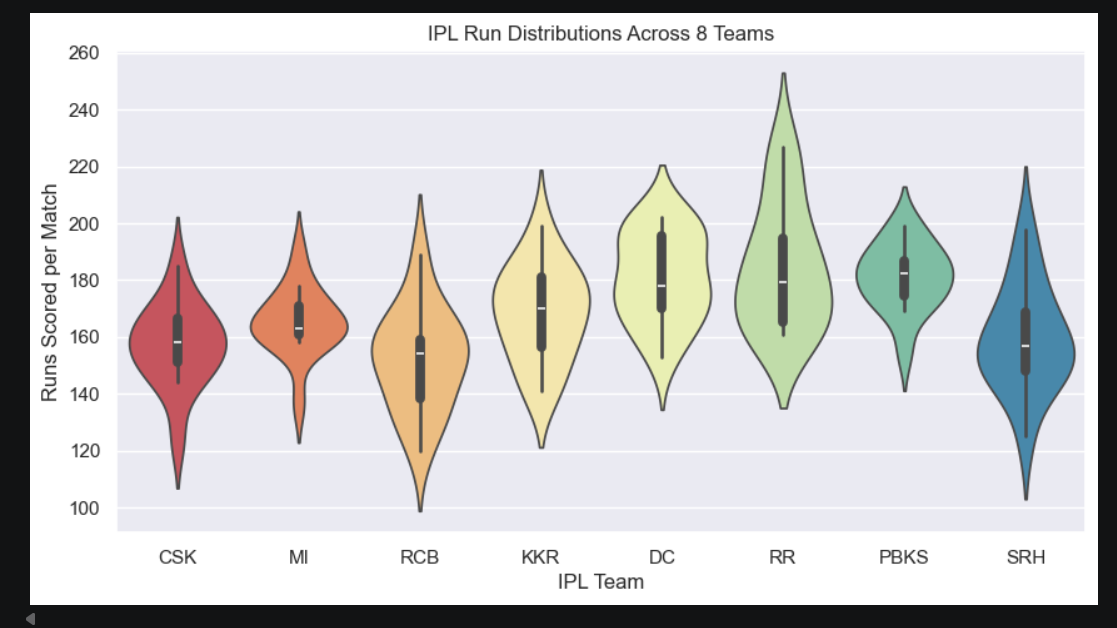 IPL Run Distributions Across 8 Teams
260
240
220
200
180
160
140
120
100
Runs Scored per Match
CSK MI RCB KKR DC RR PBKS SRH
IPL Team